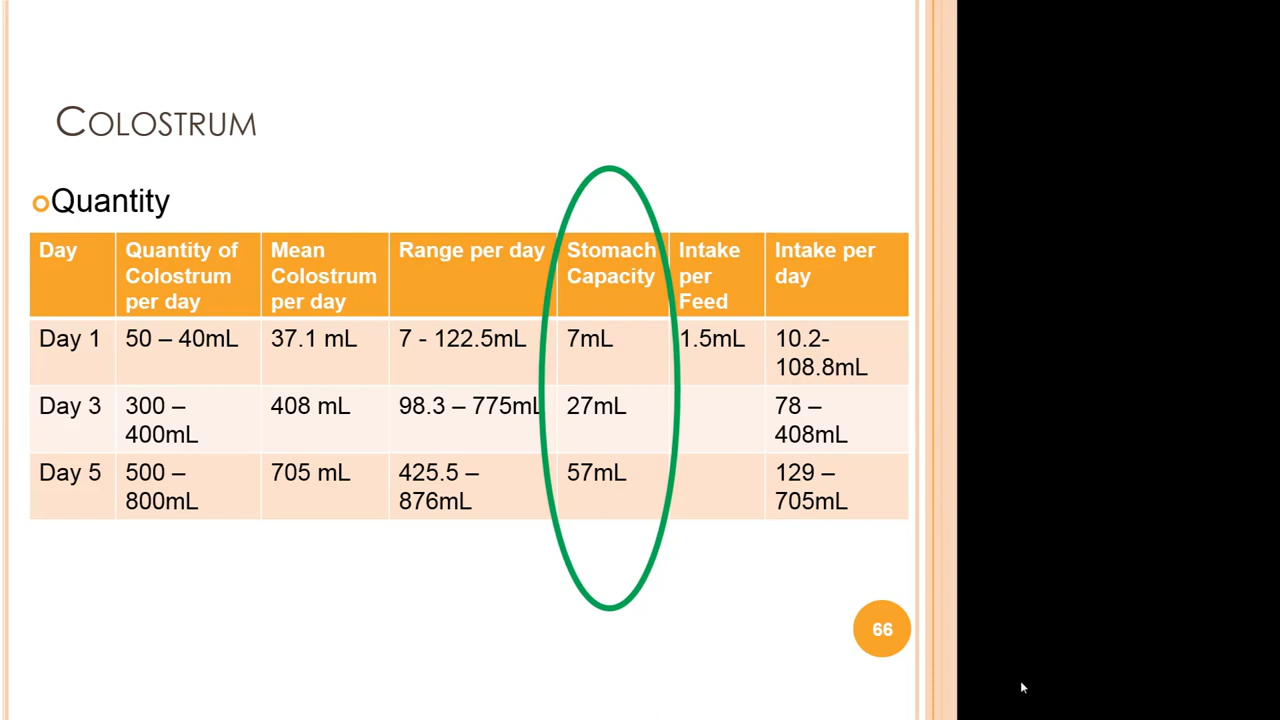 COLOSTRUM
Quantity
Day
Quantity of
Colostrum
per day
Mean
Colostrum
per day
Range per day
Stomach
Capacity
Intake
per
Feed
Intake per
day
Day 1
50 – 40mL
37.1 mL
7 - 122.5mL
7mL
1.5mL
10.2-
108.8mL
Day 3
300 –
400mL
408 mL
98.3 – 775mL
27mL
78 –
408mL
Day 5
500 –
800mL
705 mL
425.5 –
876mL
57mL
129 –
705mL
66